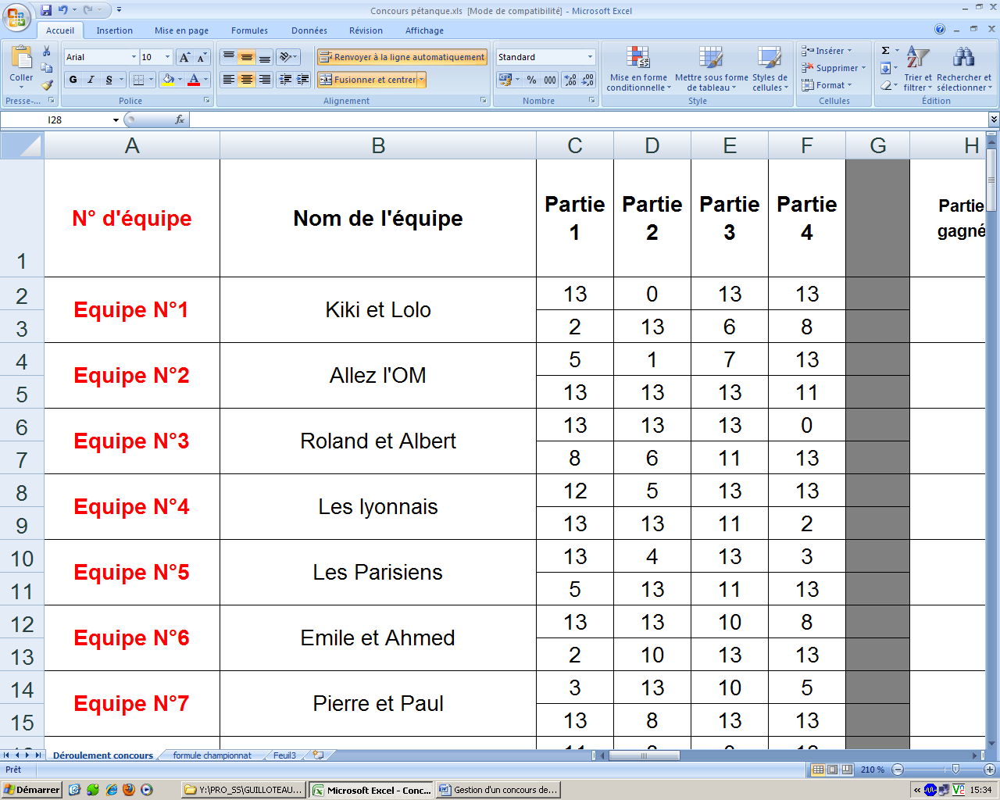 Concours pétanque.xls [Mode de compatibilité] - Microsoft Excel
Accueil Insertion Mise en page Formules Données Révision Affichage
Coller
Presse-...
Arial 10
G I S
Police
Renvoyer à la ligne automatiquement
Fusionner et centrer
Alignement
Standard
% 000
Nombre
Mise en forme conditionnelle
Mettre sous forme de tableau
Styles de cellules
Style
Insérer
Supprimer
Format
Cellules
Σ
Trier et filtrer
Rechercher et sélectionner
Édition
I28 fx
A B C D E F G H
1 N° d'équipe Nom de l'équipe Partie 1 Partie 2 Partie 3 Partie 4 Partie gagné
2 Equipe N°1 Kiki et Lolo 13 0 13 13
3 2 13 6 8
4 Equipe N°2 Allez l'OM 5 1 7 13
5 13 13 13 11
6 Equipe N°3 Roland et Albert 13 13 13 0
7 8 6 11 13
8 Equipe N°4 Les lyonnais 12 5 13 13
9 13 13 11 2
10 Equipe N°5 Les Parisiens 13 4 13 3
11 5 13 11 13
12 Equipe N°6 Emile et Ahmed 13 13 10 8
13 2 10 13 13
14 Equipe N°7 Pierre et Paul 3 13 10 5
15 13 8 13 13
Déroulement concours formule championnat Feuil3
Prêt 210 %
Démarrer Y:\PRO_SS\GUILLOTEAU... Microsoft Excel - Conc... Gestion d'un concours de... 15:34